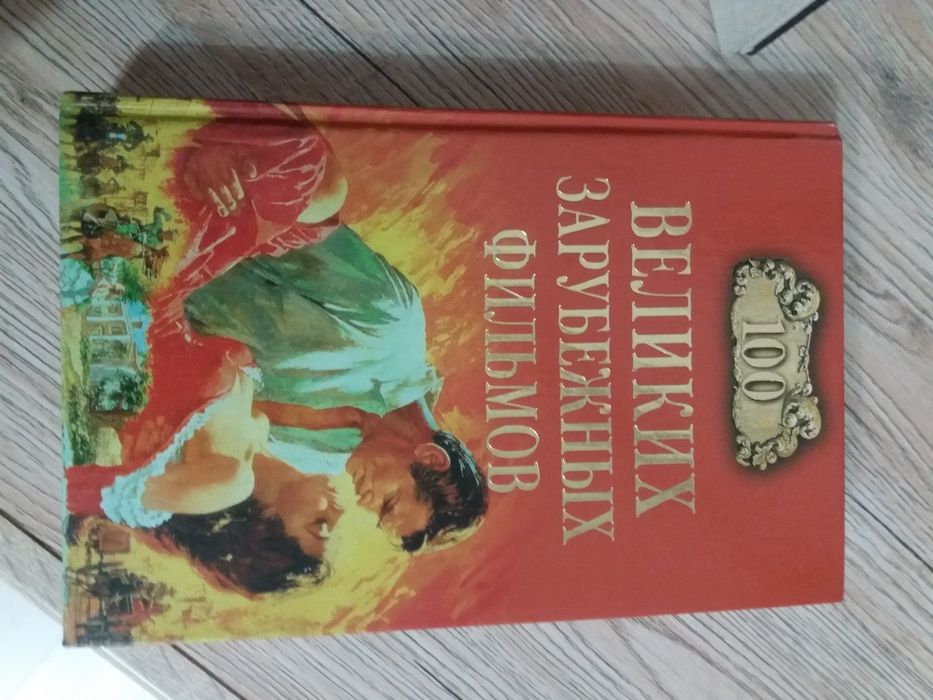 100
ВЕЛИКИХ
ЗАРУБЕЖНЫХ
ФИЛЬМОВ